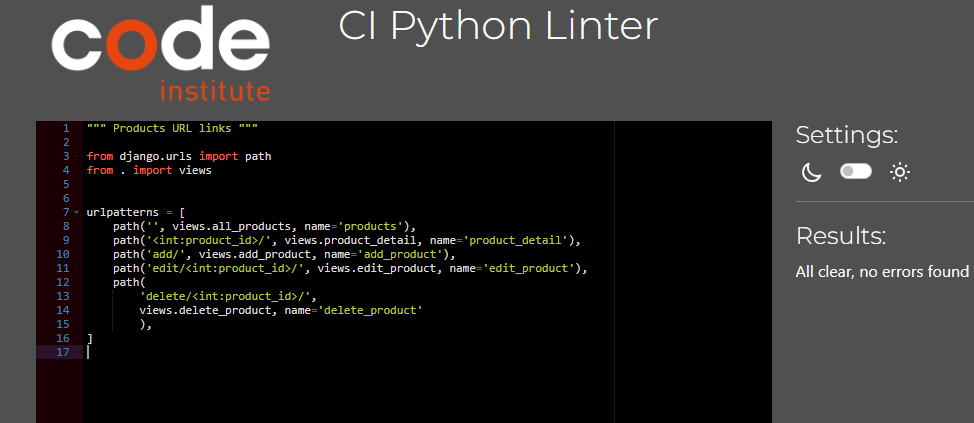 code
institute
CI Python Linter
1 """ Products URL links """
2
3 from django.urls import path
4 from . import views
5
6
7 urlpatterns = [
8     path('', views.all_products, name='products'),
9     path('<int:product_id>/', views.product_detail, name='product_detail'),
10     path('add/', views.add_product, name='add_product'),
11     path('edit/<int:product_id>/', views.edit_product, name='edit_product'),
12     path(
13         'delete/<int:product_id>/',
14         views.delete_product, name='delete_product'
15         ),
16 ]
17
Settings:
Results:
All clear, no errors found